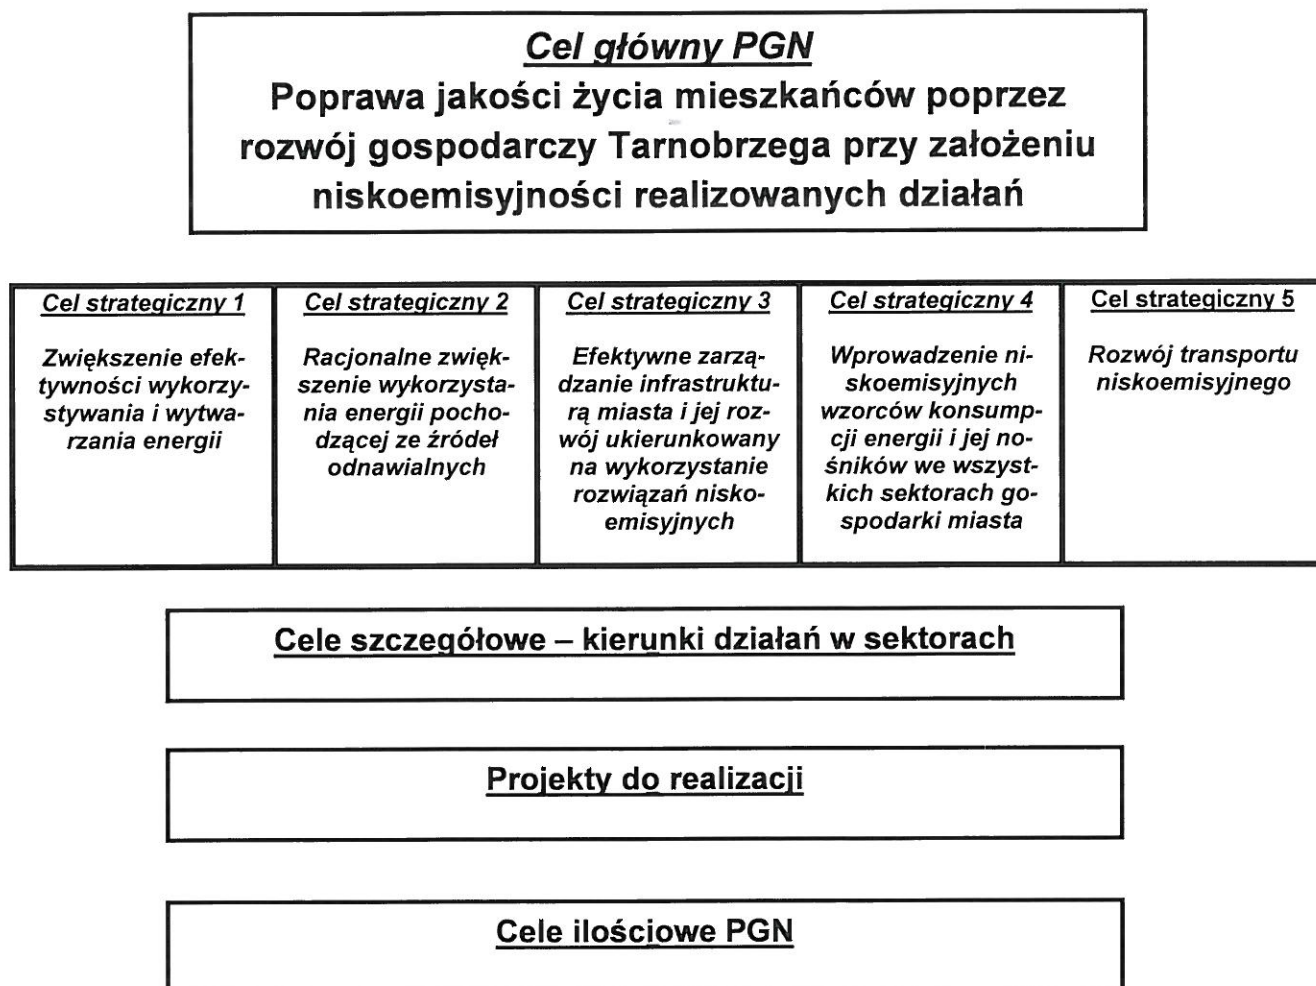 Cel główny PGN
Poprawa jakości życia mieszkańców poprzez
rozwój gospodarczy Tarnobrzega przy założeniu
niskoemisyjności realizowanych działań
Cel strategiczny 1
Zwiększenie efek-
tywności wykorzy-
stywania i wytwa-
rzania energii
Cel strategiczny 2
Racjonalne zwięk-
szenie wykorzysta-
nia energii pocho-
dzącej ze źródeł
odnawialnych
Cel strategiczny 3
Efektywne zarzą-
dzanie infrastruktu-
rą miasta i jej roz-
wój ukierunkowany
na wykorzystanie
rozwiązań nisko-
emisyjnych
Cel strategiczny 4
Wprowadzenie ni-
skoemisyjnych
wzorców konsump-
cji energii i jej no-
śników we wszyst-
kich sektorach go-
spodarki miasta
Cel strategiczny 5
Rozwój transportu
niskoemisyjnego
Cele szczegółowe – kierunki działań w sektorach
Projekty do realizacji
Cele ilościowe PGN